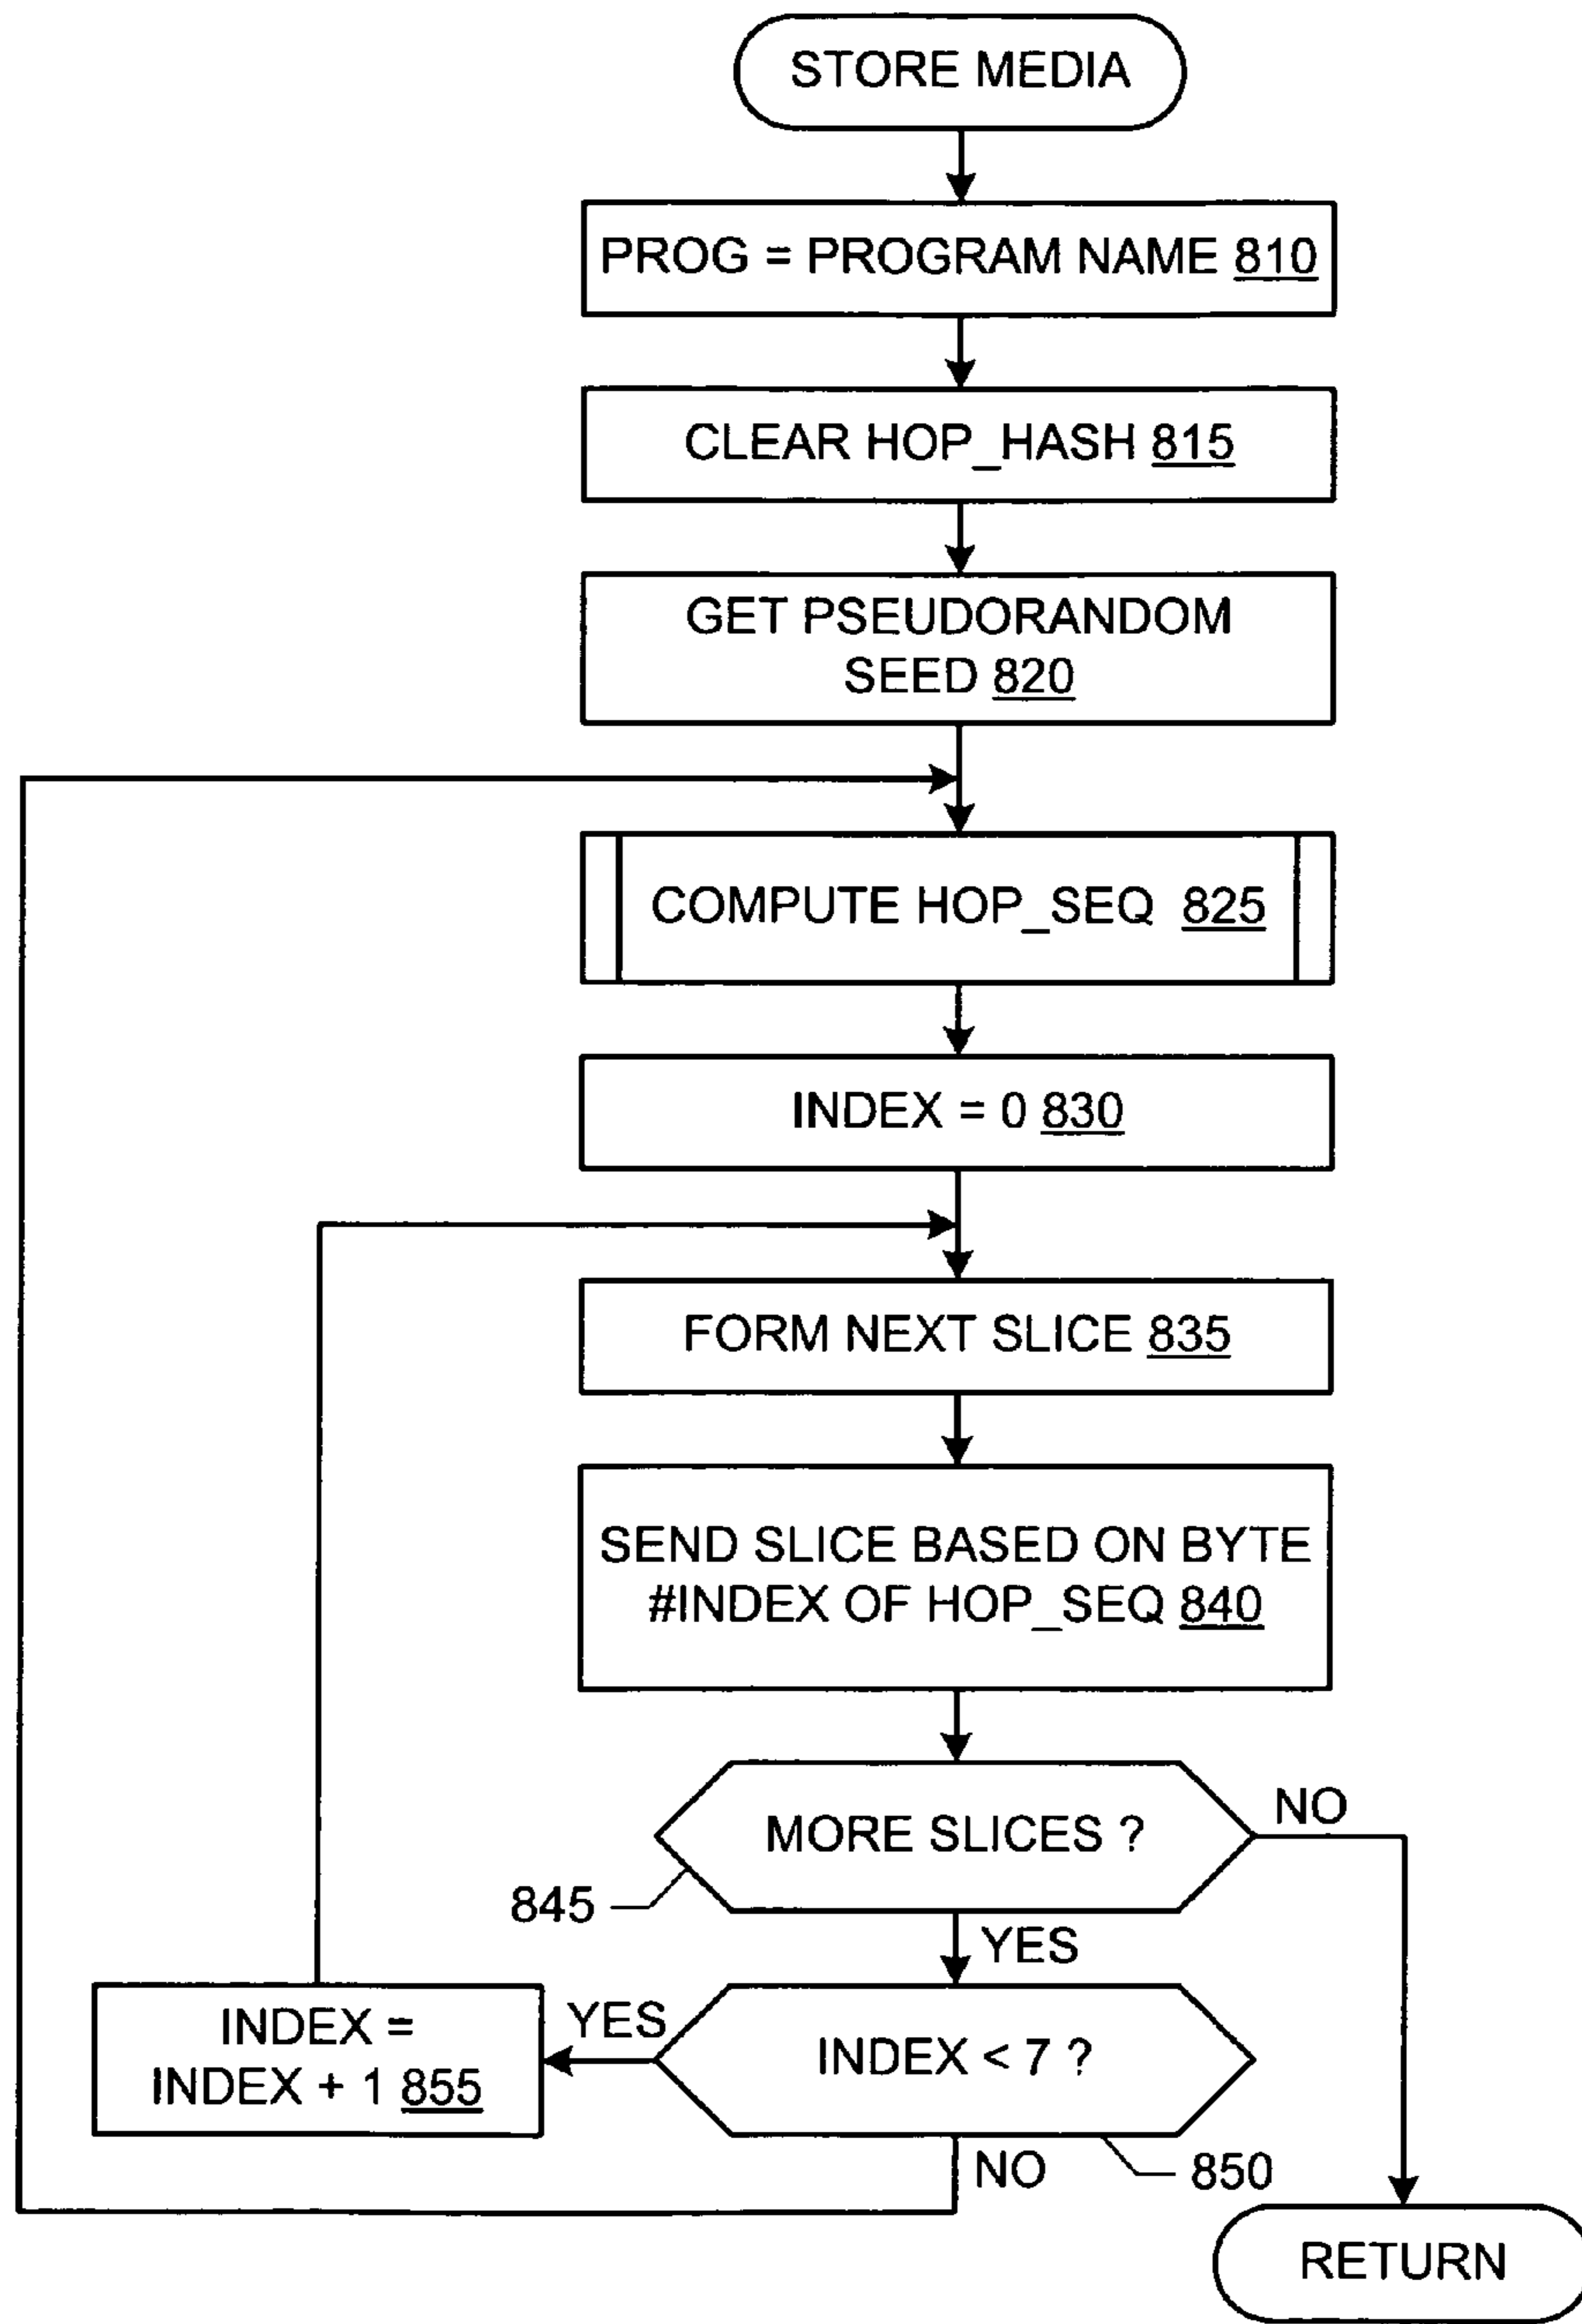 STORE MEDIA
PROG = PROGRAM NAME 810
CLEAR HOP_HASH 815
GET PSEUDORANDOM
SEED 820
COMPUTE HOP_SEQ 825
INDEX = 0 830
FORM NEXT SLICE 835
SEND SLICE BASED ON BYTE
#INDEX OF HOP_SEQ 840
MORE SLICES ?
NO
845
YES
INDEX < 7 ?
YES
INDEX =
INDEX + 1 855
NO
850
RETURN